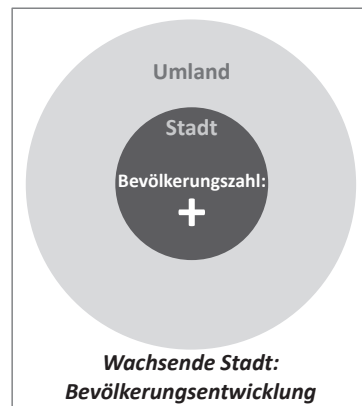 Umland
Stadt
Bevölkerungszahl:
+
Wachsende Stadt:
Bevölkerungsentwicklung